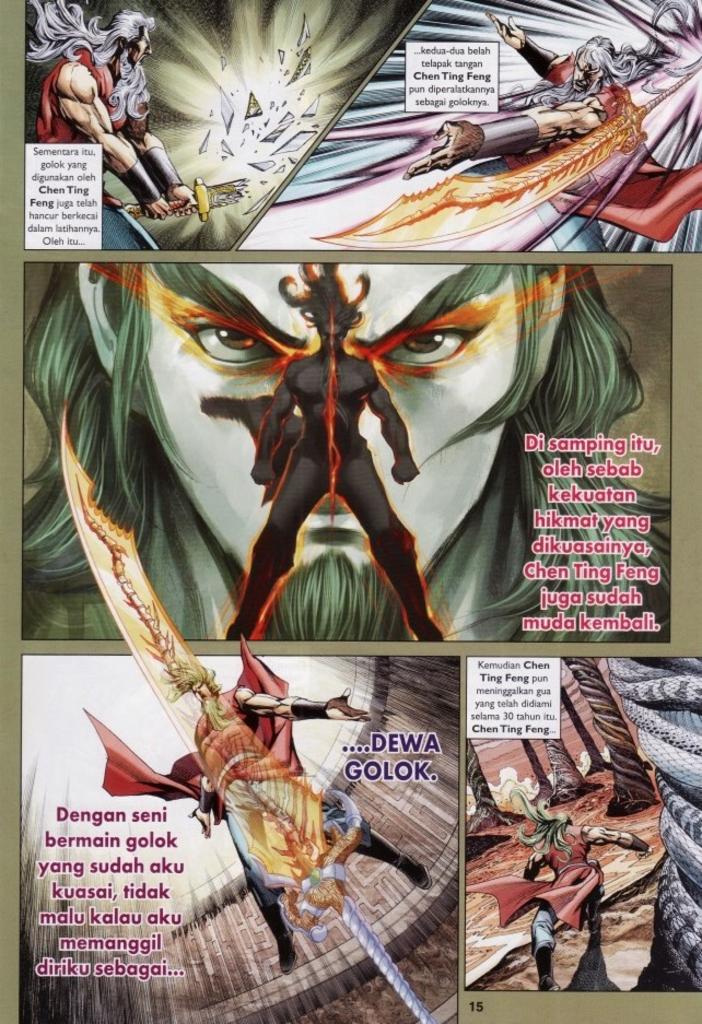 Sementara itu,
golok yang
digunakan oleh
Chen Ting
Feng juga telah
hancur berkecai
dalam latihannya.
Oleh itu...
...kedua-dua belah
telapak tangan
Chen Ting Feng
pun diperalatkannya
sebagai goloknya.
Di samping itu,
oleh sebab
kekuatan
hikmat yang
dikuasainya,
Chen Ting Feng
juga sudah
muda kembali.
Dengan seni
bermain golok
yang sudah aku
kuasai, tidak
malu kalau aku
memanggil
diriku sebagai...
....DEWA
GOLOK.
Kemudian Chen
Ting Feng pun
meninggalkan gua
yang telah didiami
selama 30 tahun itu.
Chen Ting Feng...
15